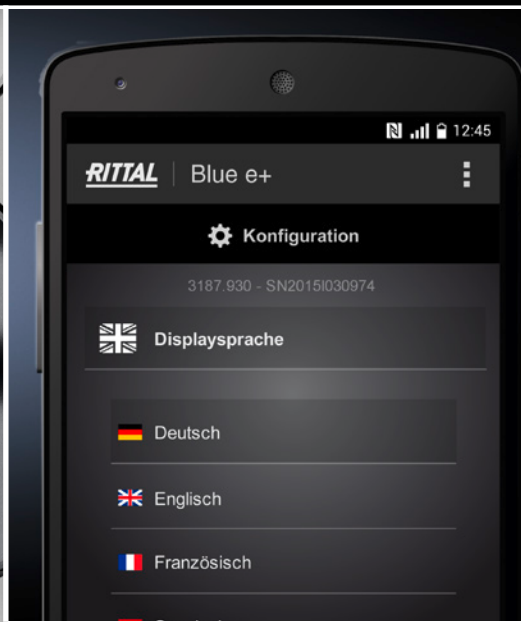 12:45
RITTAL Blue e+
Konfiguration
3187.930 - SN2015I030974
Displaysprache
Deutsch
Englisch
Französisch